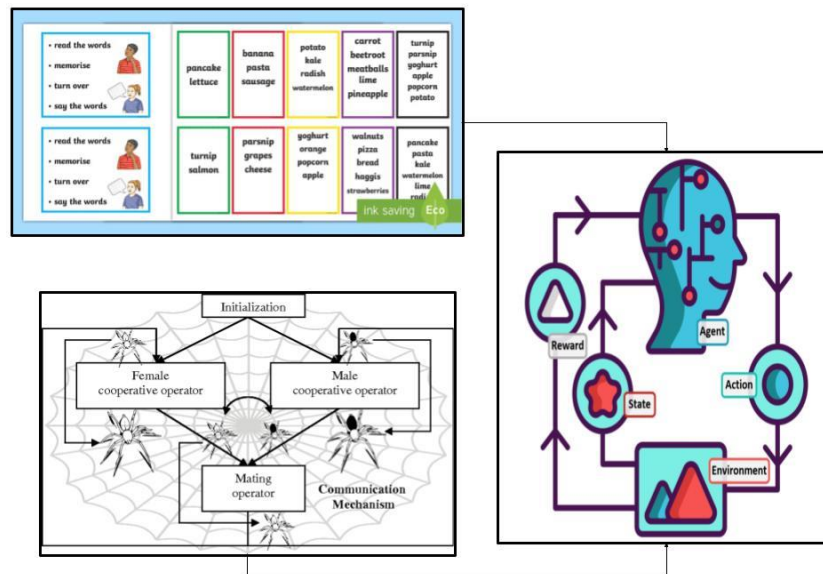 • read the words
• memorise
• turn over
• say the words
pancake
lettuce
banana
pasta
sausage
potato
kale
radish
watermelon
carrot
beetroot
meatballs
lime
pineapple
turnip
parsnip
yoghurt
apple
popcorn
potato
• read the words
• memorise
• turn over
• say the words
turnip
salmon
parsnip
grapes
cheese
yoghurt
orange
popcorn
apple
walnuts
pizza
bread
haggis
strawberries
pancake
pasta
kale
watermelon
lime
ink saving Eco
Initialization
Female
cooperative operator
Male
cooperative operator
Mating
operator
Communication
Mechanism
Agent
Reward
Action
State
Environment